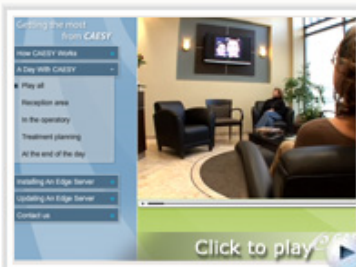 Getting the most
from CAESY
How CAESY Works
A Day With CAESY
Play all
Reception area
In the operatory
Treatment planning
At the end of the day
Installing An Edge Server
Updating An Edge Server
Contact us
Click to play